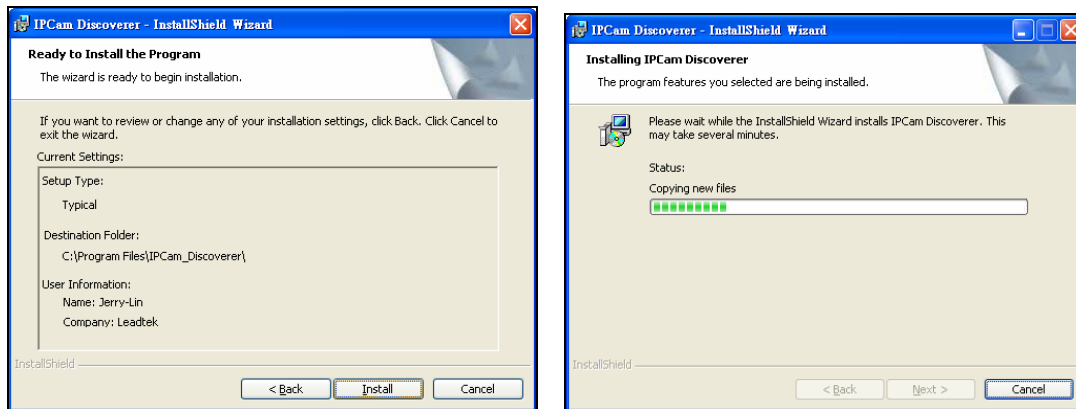 IPCam Discoverer - InstallShield Wizard
Ready to Install the Program
The wizard is ready to begin installation.
If you want to review or change any of your installation settings, click Back. Click Cancel to
exit the wizard.
Current Settings:
Setup Type:
Typical
Destination Folder:
C:\Program Files\IPCam_Discoverer\
User Information:
Name: Jerry-Lin
Company: Leadtek
InstallShield
< Back
Install
Cancel
IPCam Discoverer - InstallShield Wizard
Installing IPCam Discoverer
The program features you selected are being installed.
Please wait while the InstallShield Wizard installs IPCam Discoverer. This
may take several minutes.
Status:
Copying new files
InstallShield
< Back
Next >
Cancel